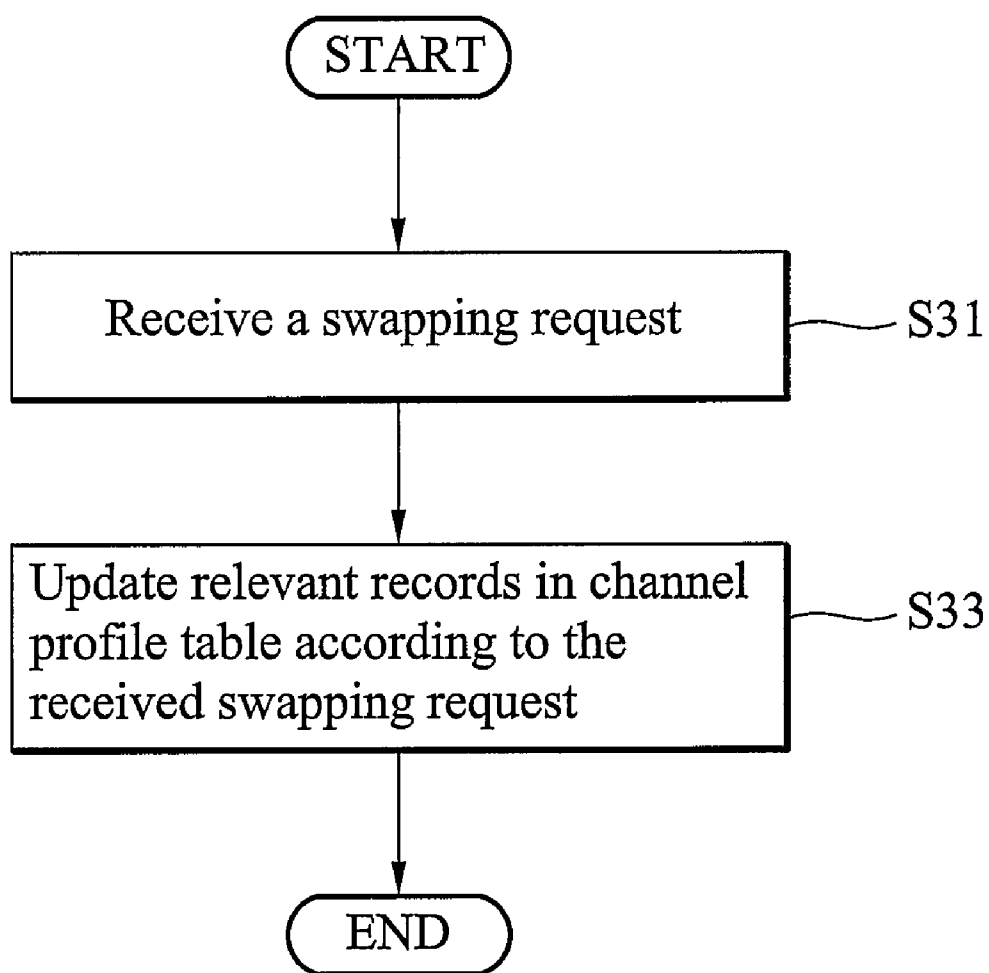 START
Receive a swapping request
S31
Update relevant records in channel
profile table according to the
received swapping request
S33
END